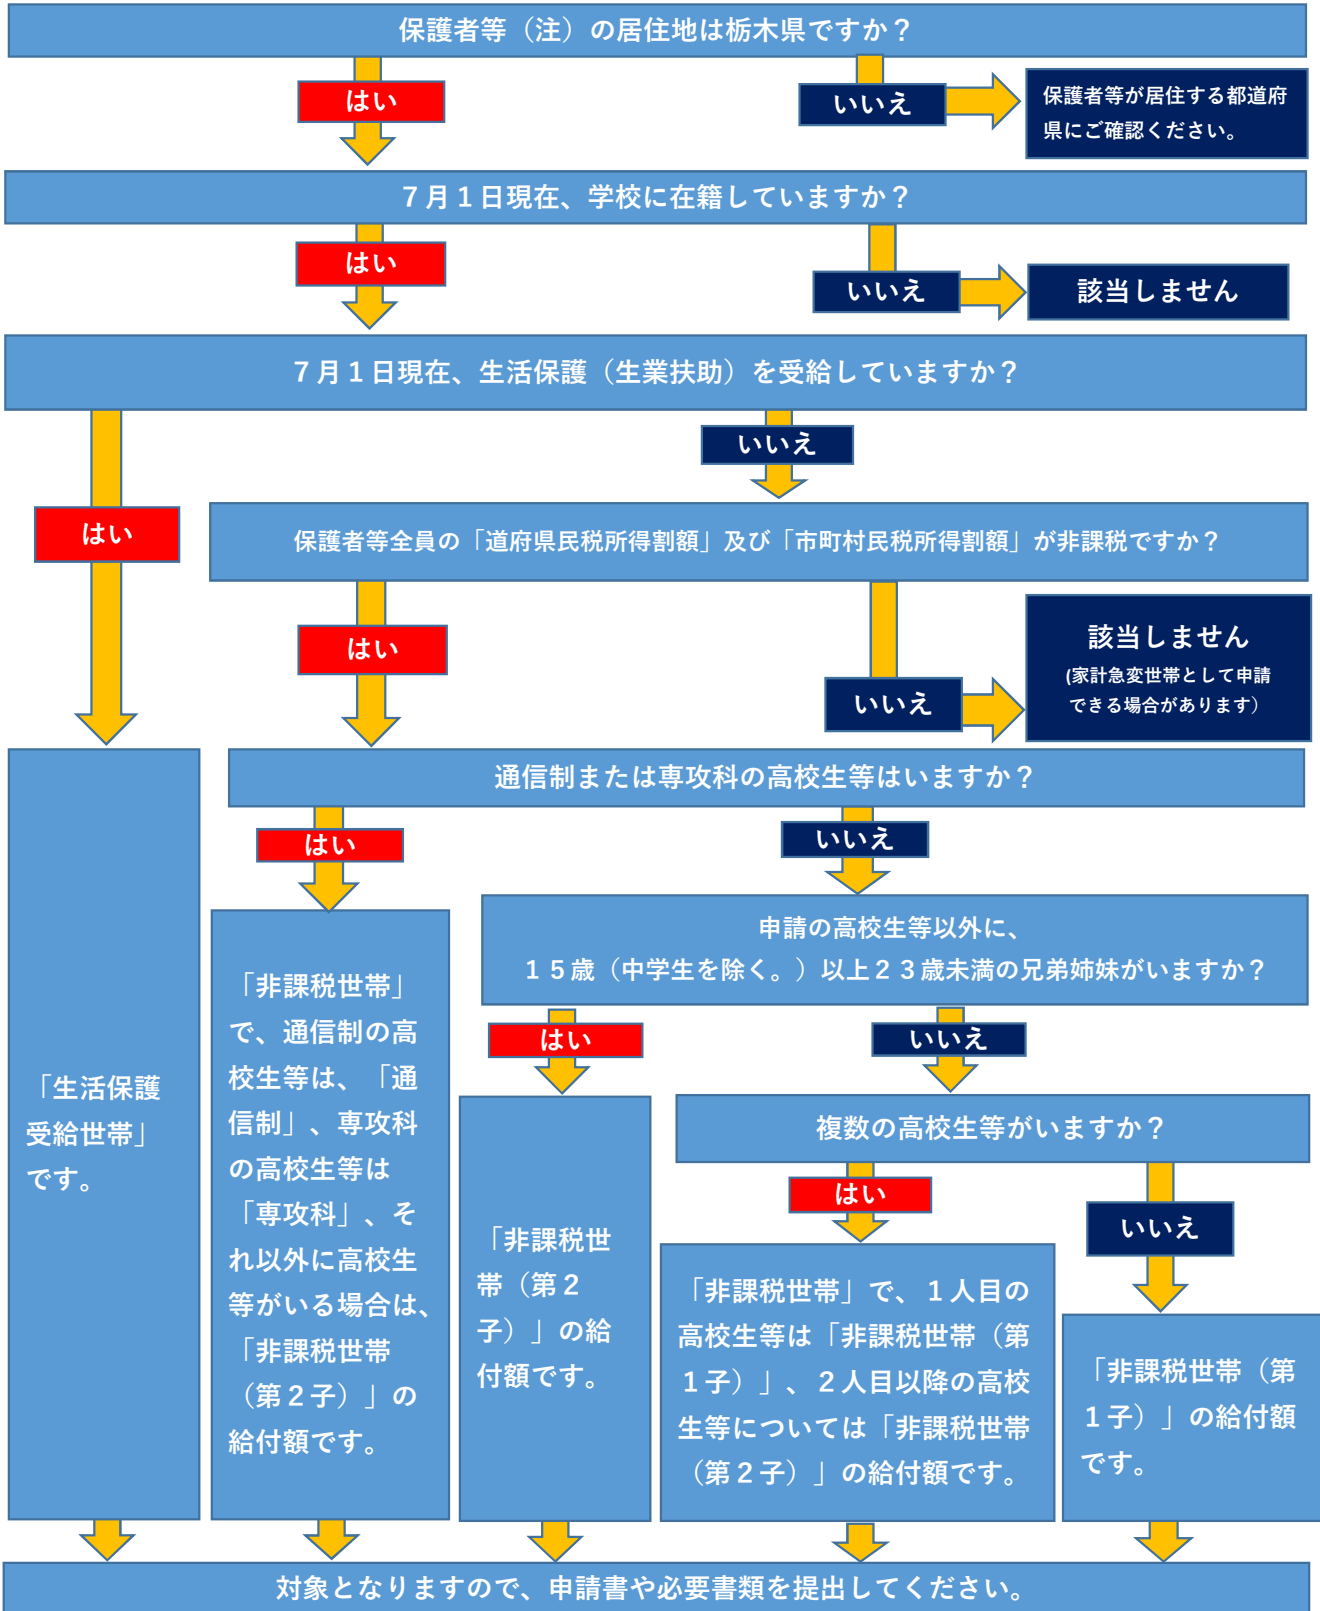 保護者等（注）の居住地は栃木県ですか？
はい
いいえ
保護者等が居住する都道府
県にご確認ください。
７月１日現在、学校に在籍していますか？
はい
いいえ
該当しません
７月１日現在、生活保護（生業扶助）を受給していますか？
いいえ
はい
保護者等全員の「道府県民税所得割額」及び「市町村民税所得割額」が非課税ですか？
はい
いいえ
該当しません
(家計急変世帯として申請
できる場合があります）
通信制または専攻科の高校生等はいますか？
はい
いいえ
申請の高校生等以外に、
１５歳（中学生を除く。）以上２３歳未満の兄弟姉妹がいますか？
はい
いいえ
複数の高校生等がいますか？
はい
いいえ
「生活保護
受給世帯」
です。
「非課税世帯」
で、通信制の高
校生等は、「通
信制」、専攻科
の高校生等は
「専攻科」、そ
れ以外に高校生
等がいる場合は、
「非課税世帯
（第２子）」の
給付額です。
「非課税世
帯（第２
子）」の給
付額です。
「非課税世帯」で、１人目の
高校生等は「非課税世帯（第
１子）」、２人目以降の高校
生等については「非課税世帯
（第２子）」の給付額です。
「非課税世帯（第
１子）」の給付額
です。
対象となりますので、申請書や必要書類を提出してください。